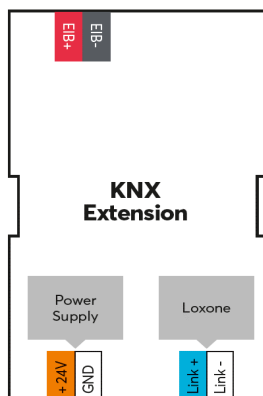 EIB+
EIB-
KNX
Extension
Power
Supply
Loxone
+ 24V
GND
Link +
Link -